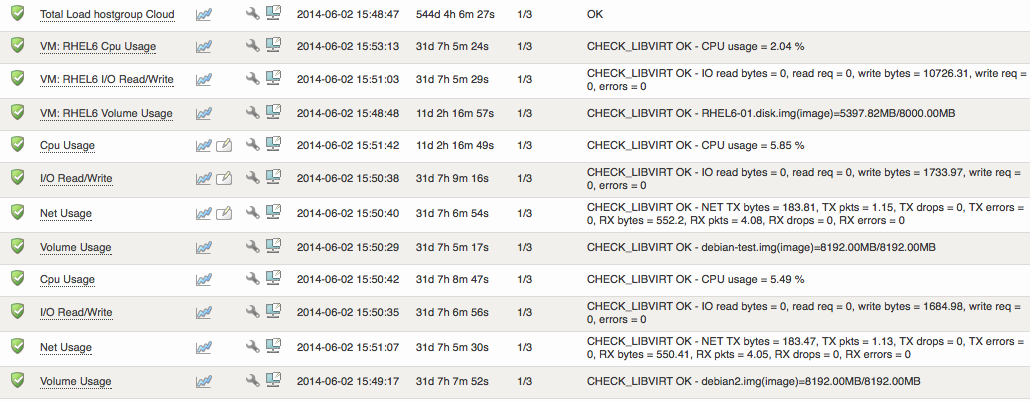 Total Load hostgroup Cloud 2014-06-02 15:48:47 544d 4h 6m 27s 1/3 OK
VM: RHEL6 Cpu Usage 2014-06-02 15:53:13 31d 7h 5m 24s 1/3 CHECK_LIBVIRT OK - CPU usage = 2.04 %
VM: RHEL6 I/O Read/Write 2014-06-02 15:51:03 31d 7h 5m 29s 1/3 CHECK_LIBVIRT OK - IO read bytes = 0, read req = 0, write bytes = 10726.31, write req =
0, errors = 0
VM: RHEL6 Volume Usage 2014-06-02 15:48:48 11d 2h 16m 57s 1/3 CHECK_LIBVIRT OK - RHEL6-01.disk.img(image)=5397.82MB/8000.00MB
Cpu Usage 2014-06-02 15:51:42 11d 2h 16m 49s 1/3 CHECK_LIBVIRT OK - CPU usage = 5.85 %
I/O Read/Write 2014-06-02 15:50:38 31d 7h 9m 16s 1/3 CHECK_LIBVIRT OK - IO read bytes = 0, read req = 0, write bytes = 1733.97, write req =
0, errors = 0
Net Usage 2014-06-02 15:50:40 31d 7h 6m 54s 1/3 CHECK_LIBVIRT OK - NET TX bytes = 183.81, TX pkts = 1.15, TX drops = 0, TX errors =
0, RX bytes = 552.2, RX pkts = 4.08, RX drops = 0, RX errors = 0
Volume Usage 2014-06-02 15:50:29 31d 7h 5m 17s 1/3 CHECK_LIBVIRT OK - debian-test.img(image)=8192.00MB/8192.00MB
Cpu Usage 2014-06-02 15:50:42 31d 7h 8m 47s 1/3 CHECK_LIBVIRT OK - CPU usage = 5.49 %
I/O Read/Write 2014-06-02 15:50:35 31d 7h 6m 56s 1/3 CHECK_LIBVIRT OK - IO read bytes = 0, read req = 0, write bytes = 1684.98, write req =
0, errors = 0
Net Usage 2014-06-02 15:51:07 31d 7h 5m 30s 1/3 CHECK_LIBVIRT OK - NET TX bytes = 183.47, TX pkts = 1.13, TX drops = 0, TX errors =
0, RX bytes = 550.41, RX pkts = 4.05, RX drops = 0, RX errors = 0
Volume Usage 2014-06-02 15:49:17 31d 7h 7m 52s 1/3 CHECK_LIBVIRT OK - debian2.img(image)=8192.00MB/8192.00MB